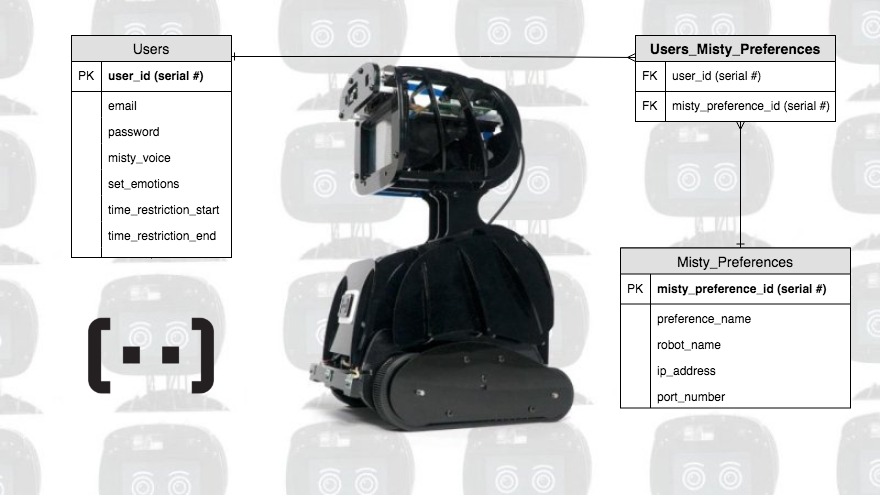 Users
PK user_id (serial #)
email
password
misty_voice
set_emotions
time_restriction_start
time_restriction_end
Users_Misty_Preferences
FK user_id (serial #)
FK misty_preference_id (serial #)
Misty_Preferences
PK misty_preference_id (serial #)
preference_name
robot_name
ip_address
port_number